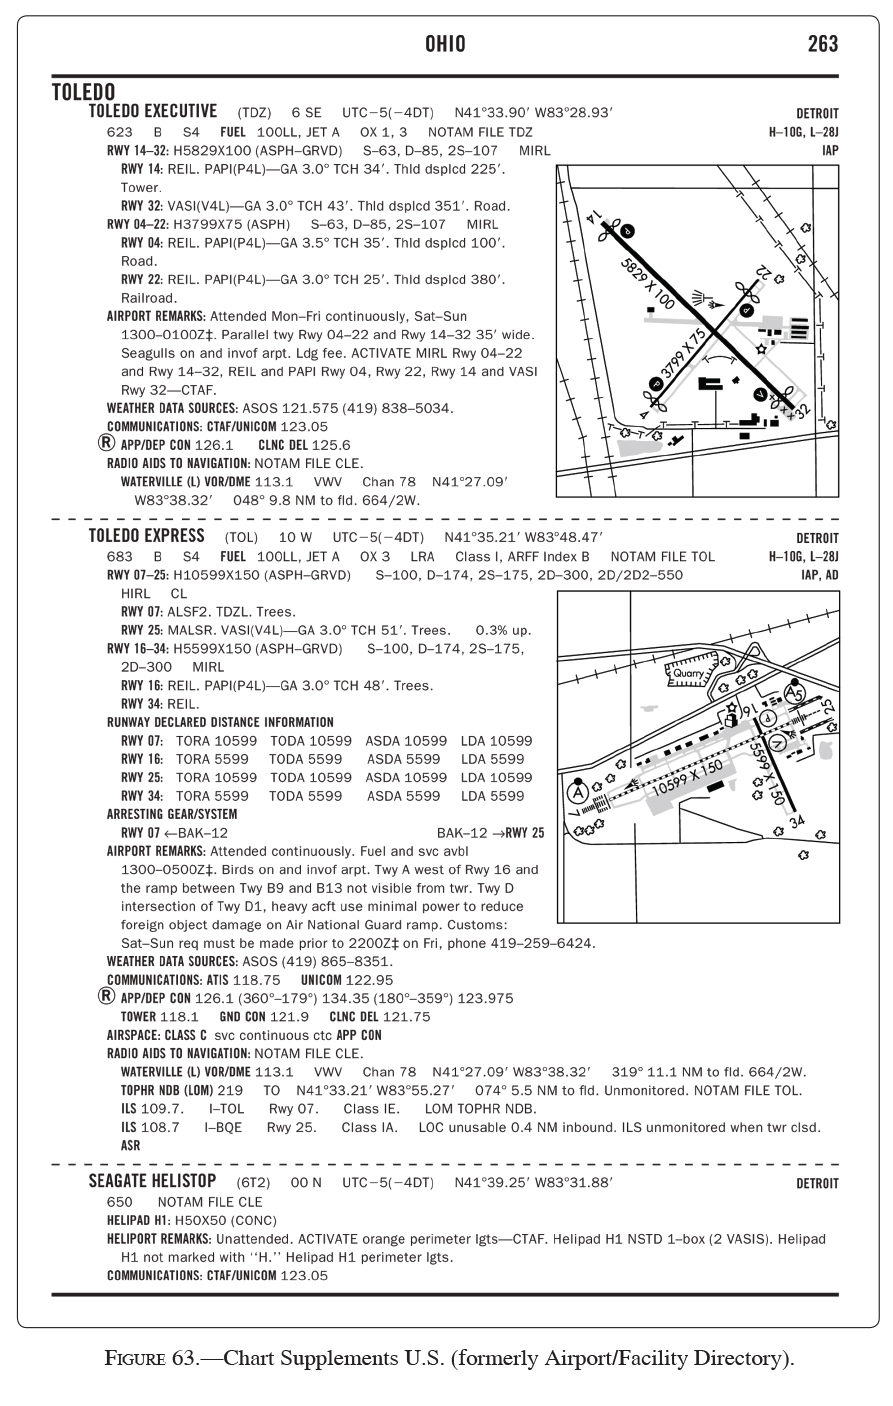 OHIO 263
TOLEDO
TOLEDO EXECUTIVE (TDZ) 6 SE UTC−5(−4DT) N41°33.90′ W83°28.93′ DETROIT
623 B S4 FUEL 100LL, JET A OX 1, 3 NOTAM FILE TDZ H–10G, L–28J
RWY 14–32: H5829X100 (ASPH–GRVD) S–63, D–85, 2S–107 MIRL IAP
RWY 14: REIL. PAPI(P4L)—GA 3.0° TCH 34′. Thld dsplcd 225′.
Tower.
RWY 32: VASI(V4L)—GA 3.0° TCH 43′. Thld dsplcd 351′. Road.
RWY 04–22: H3799X75 (ASPH) S–63, D–85, 2S–107 MIRL
RWY 04: REIL. PAPI(P4L)—GA 3.5° TCH 35′. Thld dsplcd 100′.
Road.
RWY 22: REIL. PAPI(P4L)—GA 3.0° TCH 25′. Thld dsplcd 380′.
Railroad.
AIRPORT REMARKS: Attended Mon–Fri continuously, Sat–Sun
1300–0100Z‡. Parallel twy Rwy 04–22 and Rwy 14–32 35′ wide.
Seagulls on and invof arpt. Ldg fee. ACTIVATE MIRL Rwy 04–22
and Rwy 14–32, REIL and PAPI Rwy 04, Rwy 22, Rwy 14 and VASI
Rwy 32—CTAF.
WEATHER DATA SOURCES: ASOS 121.575 (419) 838–5034.
COMMUNICATIONS: CTAF/UNICOM 123.05
Ⓡ APP/DEP CON 126.1 CLNC DEL 125.6
RADIO AIDS TO NAVIGATION: NOTAM FILE CLE.
WATERVILLE (L) VOR/DME 113.1 VWV Chan 78 N41°27.09′
W83°38.32′ 048° 9.8 NM to fld. 664/2W.
14
P
5829 X 100
22
P
3799 X 75
P
V
4
32
TOLEDO EXPRESS (TOL) 10 W UTC−5(−4DT) N41°35.21′ W83°48.47′ DETROIT
683 B S4 FUEL 100LL, JET A OX 3 LRA Class I, ARFF Index B NOTAM FILE TOL H–10G, L–28J
RWY 07–25: H10599X150 (ASPH–GRVD) S–100, D–174, 2S–175, 2D–300, 2D/2D2–550 IAP, AD
HIRL CL
RWY 07: ALSF2. TDZL. Trees.
RWY 25: MALSR. VASI(V4L)—GA 3.0° TCH 51′. Trees. 0.3% up.
RWY 16–34: H5599X150 (ASPH–GRVD) S–100, D–174, 2S–175,
2D–300 MIRL
RWY 16: REIL. PAPI(P4L)—GA 3.0° TCH 48′. Trees.
RWY 34: REIL.
RUNWAY DECLARED DISTANCE INFORMATION
RWY 07: TORA 10599 TODA 10599 ASDA 10599 LDA 10599
RWY 16: TORA 5599 TODA 5599 ASDA 5599 LDA 5599
RWY 25: TORA 10599 TODA 10599 ASDA 10599 LDA 10599
RWY 34: TORA 5599 TODA 5599 ASDA 5599 LDA 5599
ARRESTING GEAR/SYSTEM
RWY 07 ←BAK–12 BAK–12 →RWY 25
AIRPORT REMARKS: Attended continuously. Fuel and svc avbl
1300–0500Z‡. Birds on and invof arpt. Twy A west of Rwy 16 and
the ramp between Twy B9 and B13 not visible from twr. Twy D
intersection of Twy D1, heavy acft use minimal power to reduce
foreign object damage on Air National Guard ramp. Customs:
Sat–Sun req must be made prior to 2200Z‡ on Fri, phone 419–259–6424.
WEATHER DATA SOURCES: ASOS (419) 865–8351.
COMMUNICATIONS: ATIS 118.75 UNICOM 122.95
Ⓡ APP/DEP CON 126.1 (360°–179°) 134.35 (180°–359°) 123.975
TOWER 118.1 GND CON 121.9 CLNC DEL 121.75
AIRSPACE: CLASS C svc continuous ctc APP CON
RADIO AIDS TO NAVIGATION: NOTAM FILE CLE.
WATERVILLE (L) VOR/DME 113.1 VWV Chan 78 N41°27.09′ W83°38.32′ 319° 11.1 NM to fld. 664/2W.
TOPHR NDB (LOM) 219 TO N41°33.21′ W83°55.27′ 074° 5.5 NM to fld. Unmonitored. NOTAM FILE TOL.
ILS 109.7. I–TOL Rwy 07. Class IE. LOM TOPHR NDB.
ILS 108.7 I–BQE Rwy 25. Class IA. LOC unusable 0.4 NM inbound. ILS unmonitored when twr clsd.
ASR
Quarry
A5
16
P
25
V
10599 X 150
5599 X 150
A
7
34
SEAGATE HELISTOP (6T2) 00 N UTC−5(−4DT) N41°39.25′ W83°31.88′ DETROIT
650 NOTAM FILE CLE
HELIPAD H1: H50X50 (CONC)
HELIPORT REMARKS: Unattended. ACTIVATE orange perimeter lgts—CTAF. Helipad H1 NSTD 1–box (2 VASIS). Helipad
H1 not marked with ‘‘H.’’ Helipad H1 perimeter lgts.
COMMUNICATIONS: CTAF/UNICOM 123.05
FIGURE 63.—Chart Supplements U.S. (formerly Airport/Facility Directory).